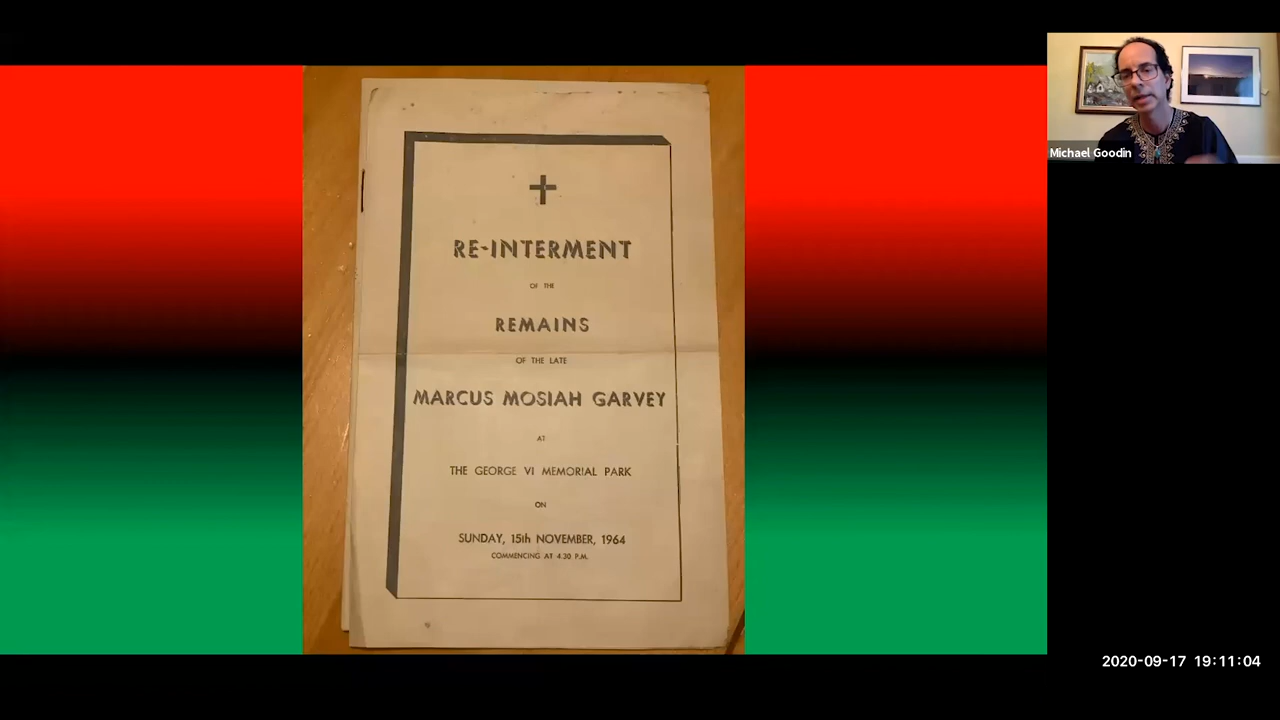 RE-INTERMENT
OF THE
REMAINS
OF THE LATE
MARCUS MOSIAH GARVEY
AT
THE GEORGE VI MEMORIAL PARK
ON
SUNDAY, 15th NOVEMBER, 1964
COMMENCING AT 4.30 P.M.
Michael Goodin
2020-09-17 19:11:04